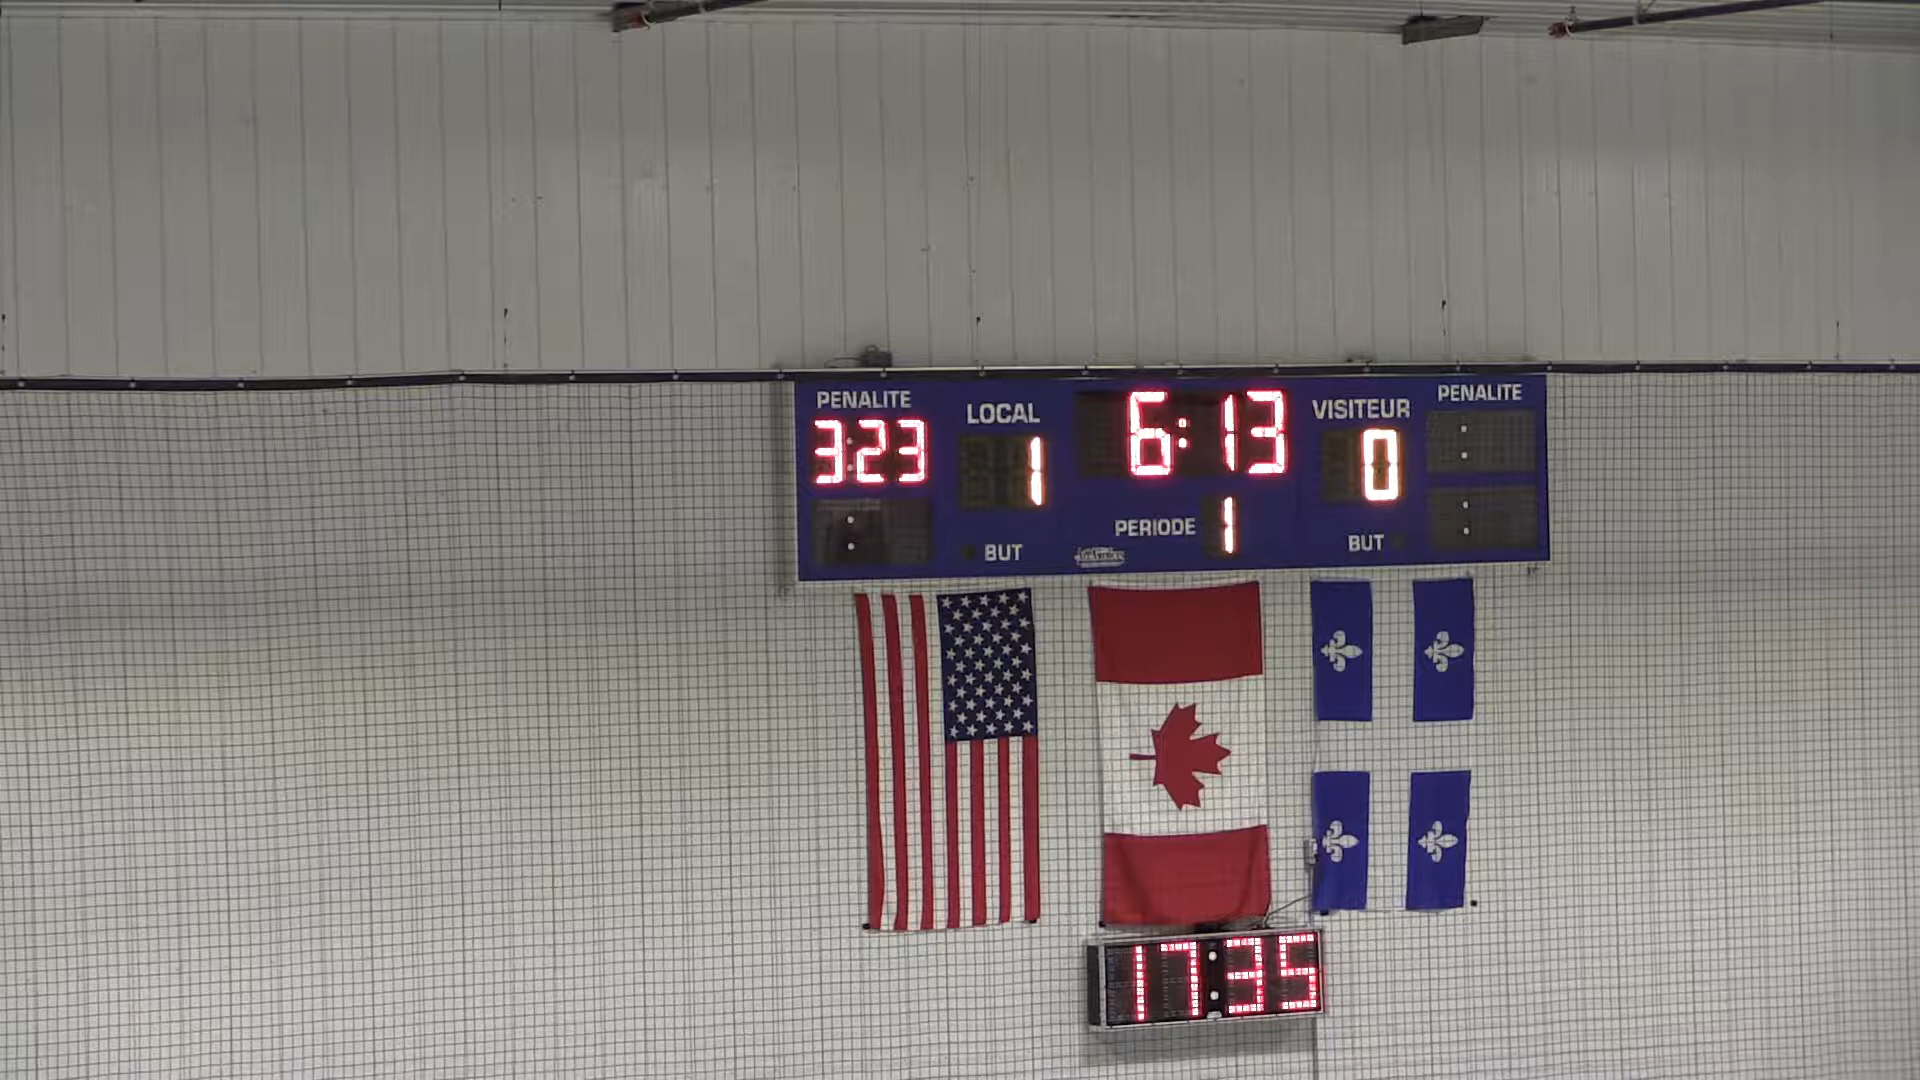 PENALITE LOCAL 6:13 VISITEUR PENALITE
3:23 1 0
PERIODE 1
BUT BUT
17:35